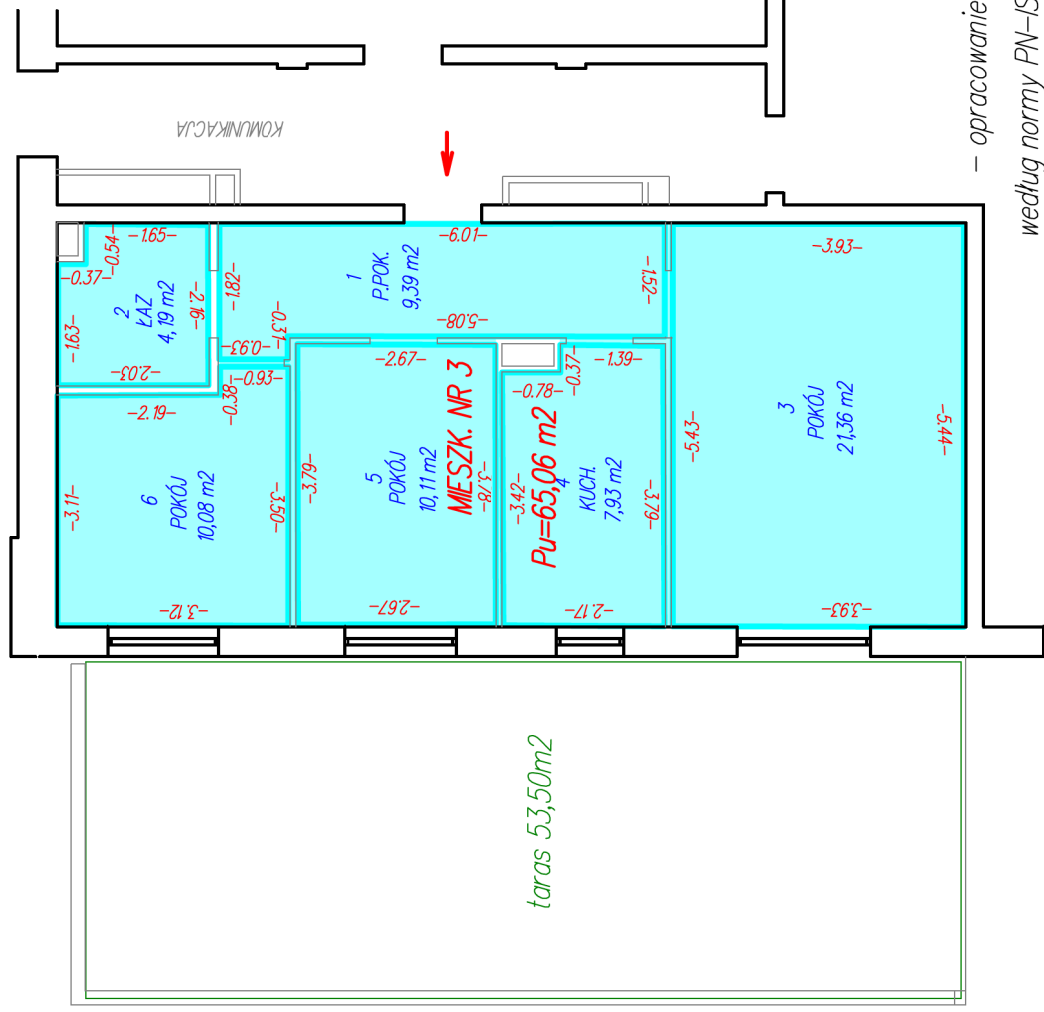 – opracowanie
według normy PN–IS
KOMUNIKACJA
–1.65–
–0.54–
–0.37–
2
ŁAZ
4,19 m2
–2.16–
–1.63–
–2.03–
–6.01–
–1.82–
1
P.POK.
9,39 m2
–1.52–
–5.08–
–0.31–
–0.93–
–3.93–
3
POKÓJ
21,36 m2
–5.43–
–5.44–
–3.93–
–0.93–
–0.38–
–2.19–
6
POKÓJ
10,08 m2
–3.11–
–3.50–
–3.12–
–2.67–
5
POKÓJ
10,11 m2
–3.79–
–3.78–
–2.67–
MIESZK. NR 3
Pu=65,06 m2
–1.39–
–0.37–
–0.78–
4
KUCH.
7,93 m2
–3.42–
–3.79–
–2.17–
taras 53,50m2